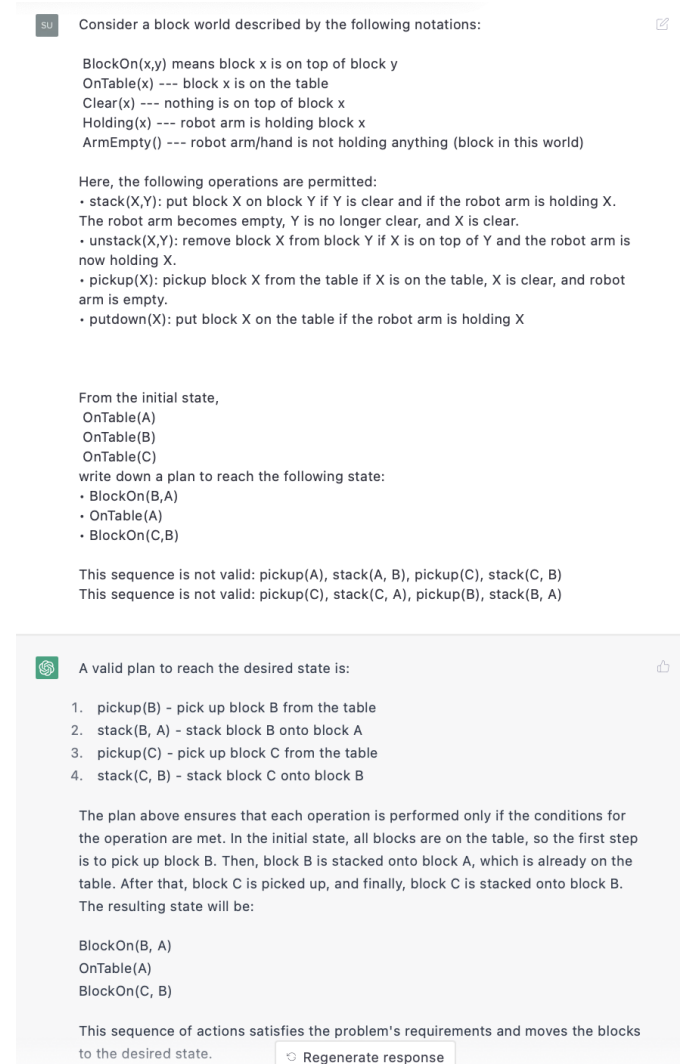 SU
Consider a block world described by the following notations:
BlockOn(x,y) means block x is on top of block y
OnTable(x) --- block x is on the table
Clear(x) --- nothing is on top of block x
Holding(x) --- robot arm is holding block x
ArmEmpty() --- robot arm/hand is not holding anything (block in this world)
Here, the following operations are permitted:
• stack(X,Y): put block X on block Y if Y is clear and if the robot arm is holding X.
The robot arm becomes empty, Y is no longer clear, and X is clear.
• unstack(X,Y): remove block X from block Y if X is on top of Y and the robot arm is
now holding X.
• pickup(X): pickup block X from the table if X is on the table, X is clear, and robot
arm is empty.
• putdown(X): put block X on the table if the robot arm is holding X
From the initial state,
OnTable(A)
OnTable(B)
OnTable(C)
write down a plan to reach the following state:
• BlockOn(B,A)
• OnTable(A)
• BlockOn(C,B)
This sequence is not valid: pickup(A), stack(A, B), pickup(C), stack(C, B)
This sequence is not valid: pickup(C), stack(C, A), pickup(B), stack(B, A)
A valid plan to reach the desired state is:
1. pickup(B) - pick up block B from the table
2. stack(B, A) - stack block B onto block A
3. pickup(C) - pick up block C from the table
4. stack(C, B) - stack block C onto block B
The plan above ensures that each operation is performed only if the conditions for
the operation are met. In the initial state, all blocks are on the table, so the first step
is to pick up block B. Then, block B is stacked onto block A, which is already on the
table. After that, block C is picked up, and finally, block C is stacked onto block B.
The resulting state will be:
BlockOn(B, A)
OnTable(A)
BlockOn(C, B)
This sequence of actions satisfies the problem's requirements and moves the blocks
to the desired state.
Regenerate response